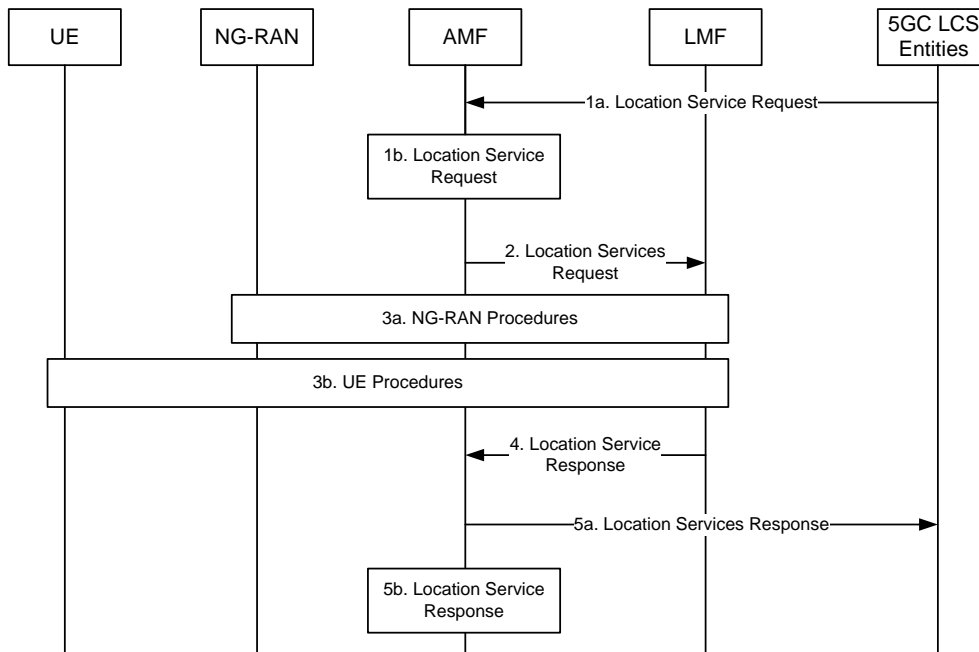 UE
NG-RAN
AMF
LMF
5GC LCS
Entities
1a. Location Service Request
1b. Location Service
Request
2. Location Services
Request
3a. NG-RAN Procedures
3b. UE Procedures
4. Location Service
Response
5a. Location Services Response
5b. Location Service
Response